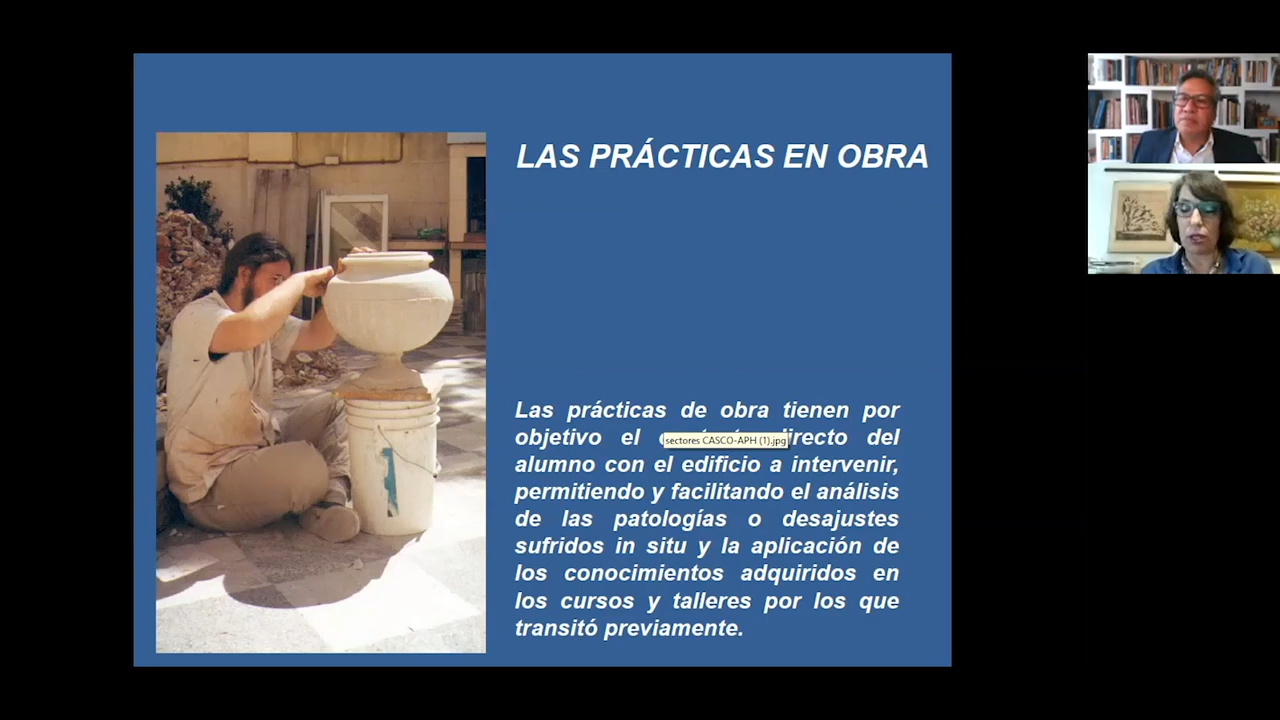 LAS PRÁCTICAS EN OBRA
Las prácticas de obra tienen por
objetivo el directo del
sectores CASCO-APH (1).jpg
alumno con el edificio a intervenir,
permitiendo y facilitando el análisis
de las patologías o desajustes
sufridos in situ y la aplicación de
los conocimientos adquiridos en
los cursos y talleres por los que
transitó previamente.